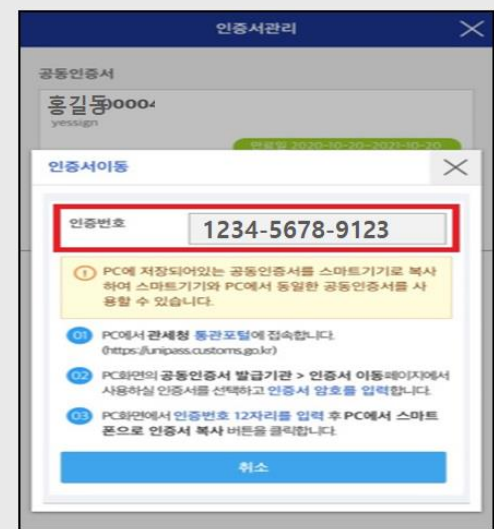 인증서관리
공동인증서
홍길동00004
yessign
만료일 2020-10-20~2021-10-20
인증서이동
인증번호 1234-5678-9123
PC에 저장되어있는 공동인증서를 스마트기기로 복사
하여 스마트기기와 PC에서 동일한 공동인증서를 사
용할 수 있습니다.
01 PC에서 관세청 통관포털에 접속합니다.
(https://unipass.customs.go.kr)
02 PC화면의 공동인증서 발급기관 > 인증서 이동페이지에서
사용하실 인증서를 선택하고 인증서 암호를 입력합니다.
03 PC화면에서 인증번호 12자리를 입력 후 PC에서 스마트
폰으로 인증서 복사 버튼을 클릭합니다.
취소